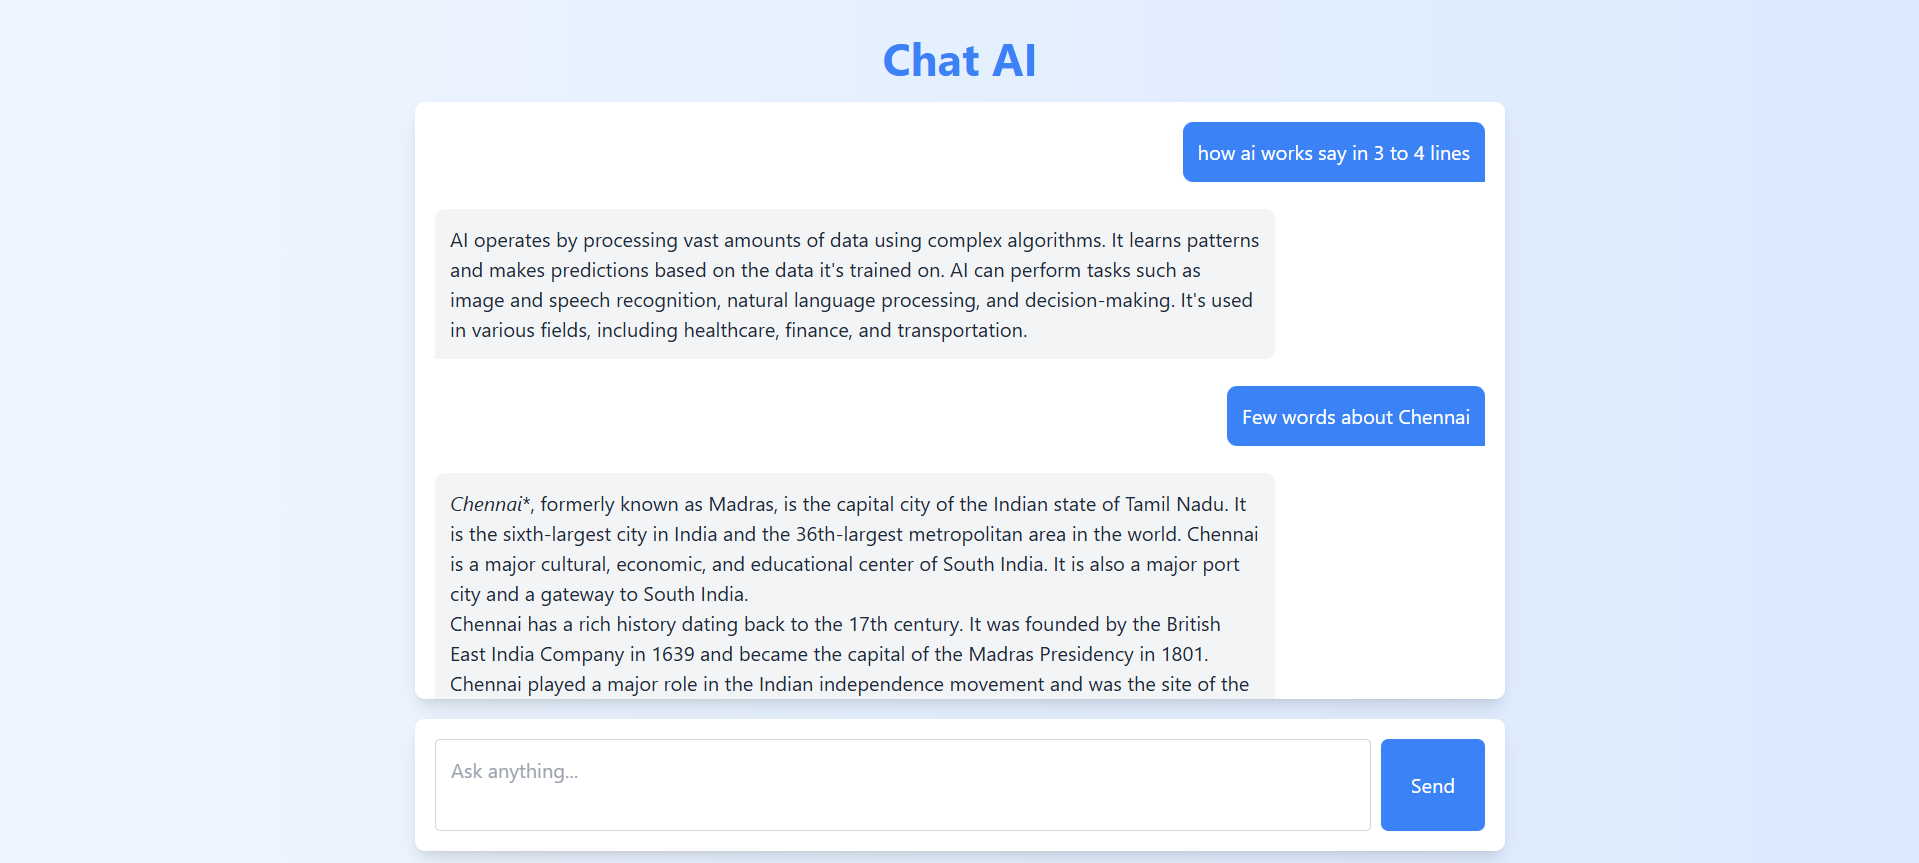 Chat AI
how ai works say in 3 to 4 lines
AI operates by processing vast amounts of data using complex algorithms. It learns patterns
and makes predictions based on the data it's trained on. AI can perform tasks such as
image and speech recognition, natural language processing, and decision-making. It's used
in various fields, including healthcare, finance, and transportation.
Few words about Chennai
Chennai*, formerly known as Madras, is the capital city of the Indian state of Tamil Nadu. It
is the sixth-largest city in India and the 36th-largest metropolitan area in the world. Chennai
is a major cultural, economic, and educational center of South India. It is also a major port
city and a gateway to South India.
Chennai has a rich history dating back to the 17th century. It was founded by the British
East India Company in 1639 and became the capital of the Madras Presidency in 1801.
Chennai played a major role in the Indian independence movement and was the site of the
Ask anything...
Send